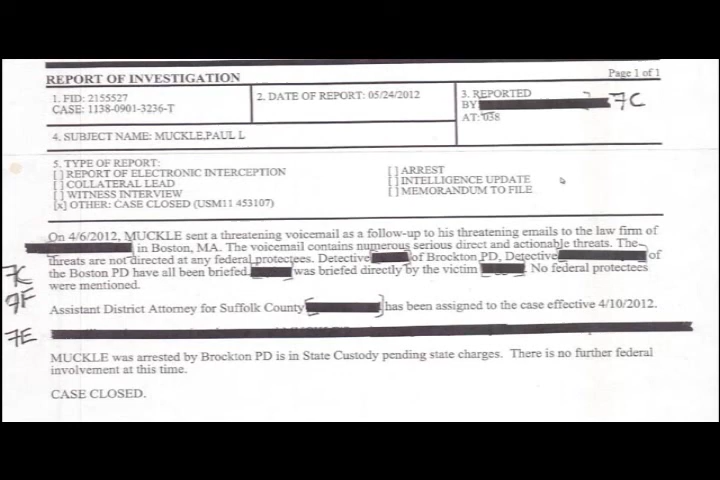 Page 1 of 1
REPORT OF INVESTIGATION
1. FID: 2155527
CASE: 1138-0901-3236-T
2. DATE OF REPORT: 05/24/2012
3. REPORTED
BY 7C
AT: 038
4. SUBJECT NAME: MUCKLE,PAUL L
5. TYPE OF REPORT:
[ ] REPORT OF ELECTRONIC INTERCEPTION
[ ] COLLATERAL LEAD
[ ] WITNESS INTERVIEW
[x] OTHER: CASE CLOSED (USM11 453107)
[ ] ARREST
[ ] INTELLIGENCE UPDATE
[ ] MEMORANDUM TO FILE
On 4/6/2012, MUCKLE sent a threatening voicemail as a follow-up to his threatening emails to the law firm of
in Boston, MA. The voicemail contains numerous serious direct and actionable threats. The
threats are not directed at any federal protectees. Detective of Brockton PD, Detective of
7C the Boston PD have all been briefed. was briefed directly by the victim . No federal protectees
were mentioned.
7F
Assistant District Attorney for Suffolk County has been assigned to the case effective 4/10/2012.
7E
MUCKLE was arrested by Brockton PD is in State Custody pending state charges. There is no further federal
involvement at this time.
CASE CLOSED.